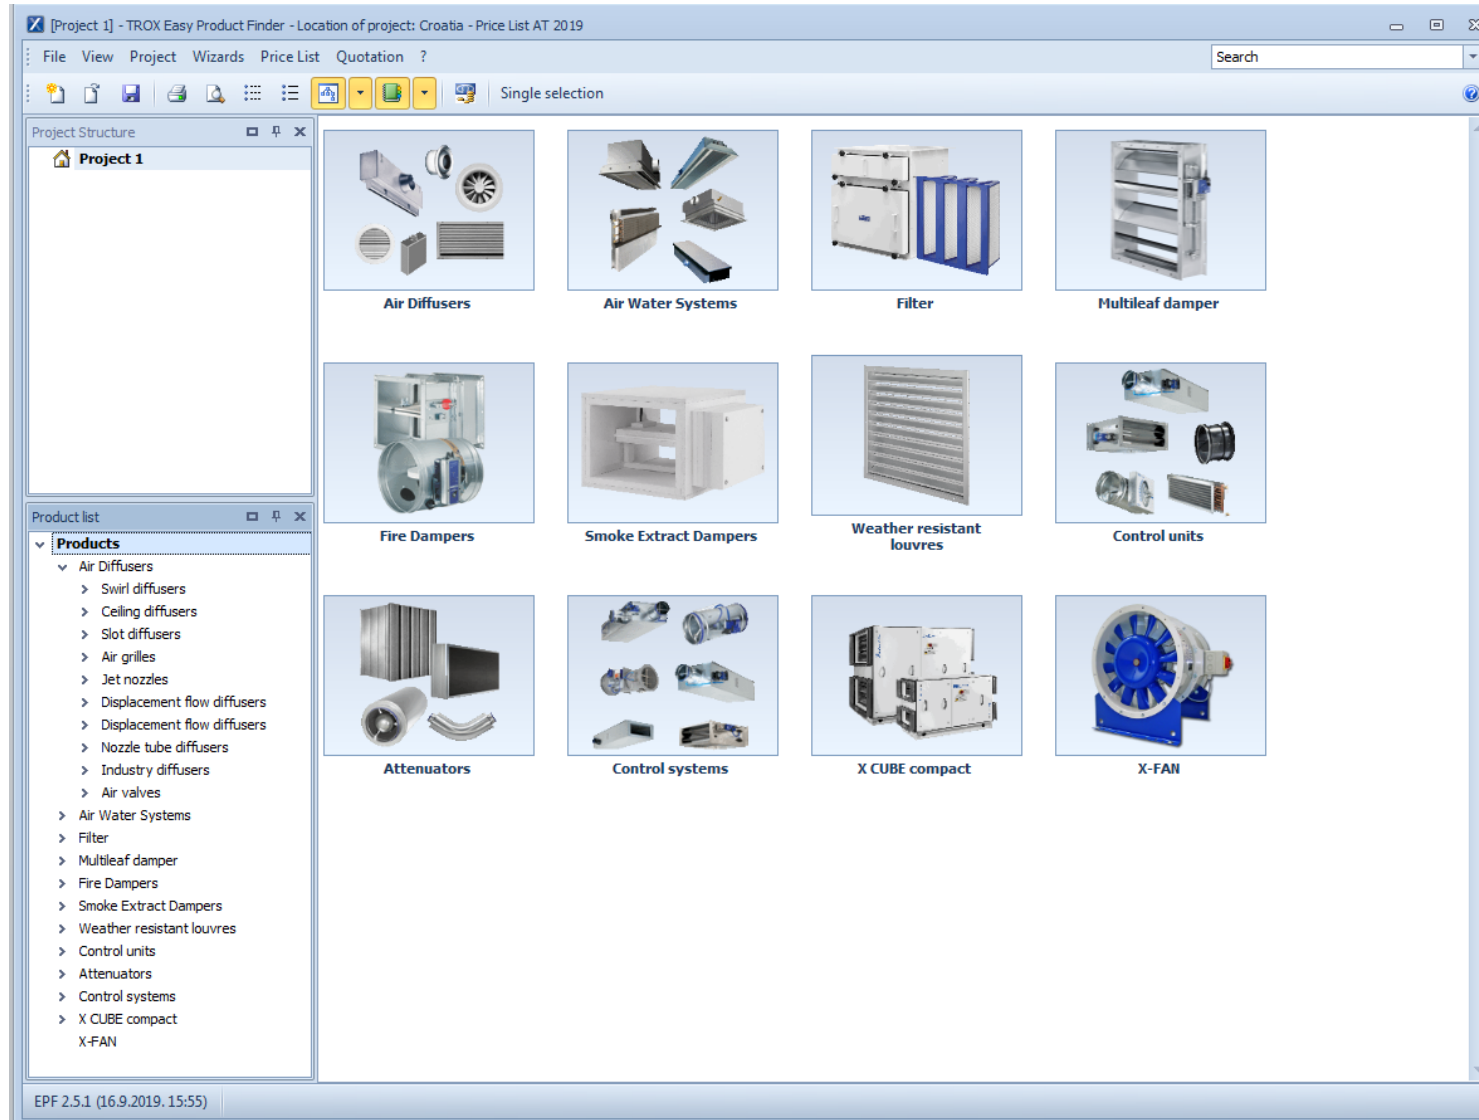 [Project 1] - TROX Easy Product Finder - Location of project: Croatia - Price List AT 2019
File View Project Wizards Price List Quotation ?
Search
Single selection
Project Structure
Project 1
Product list
Products
Air Diffusers
Swirl diffusers
Ceiling diffusers
Slot diffusers
Air grilles
Jet nozzles
Displacement flow diffusers
Displacement flow diffusers
Nozzle tube diffusers
Industry diffusers
Air valves
Air Water Systems
Filter
Multileaf damper
Fire Dampers
Smoke Extract Dampers
Weather resistant louvres
Control units
Attenuators
Control systems
X CUBE compact
X-FAN
Air Diffusers
Air Water Systems
Filter
Multileaf damper
Fire Dampers
Smoke Extract Dampers
Weather resistant
louvres
Control units
Attenuators
Control systems
X CUBE compact
X-FAN
EPF 2.5.1 (16.9.2019. 15:55)